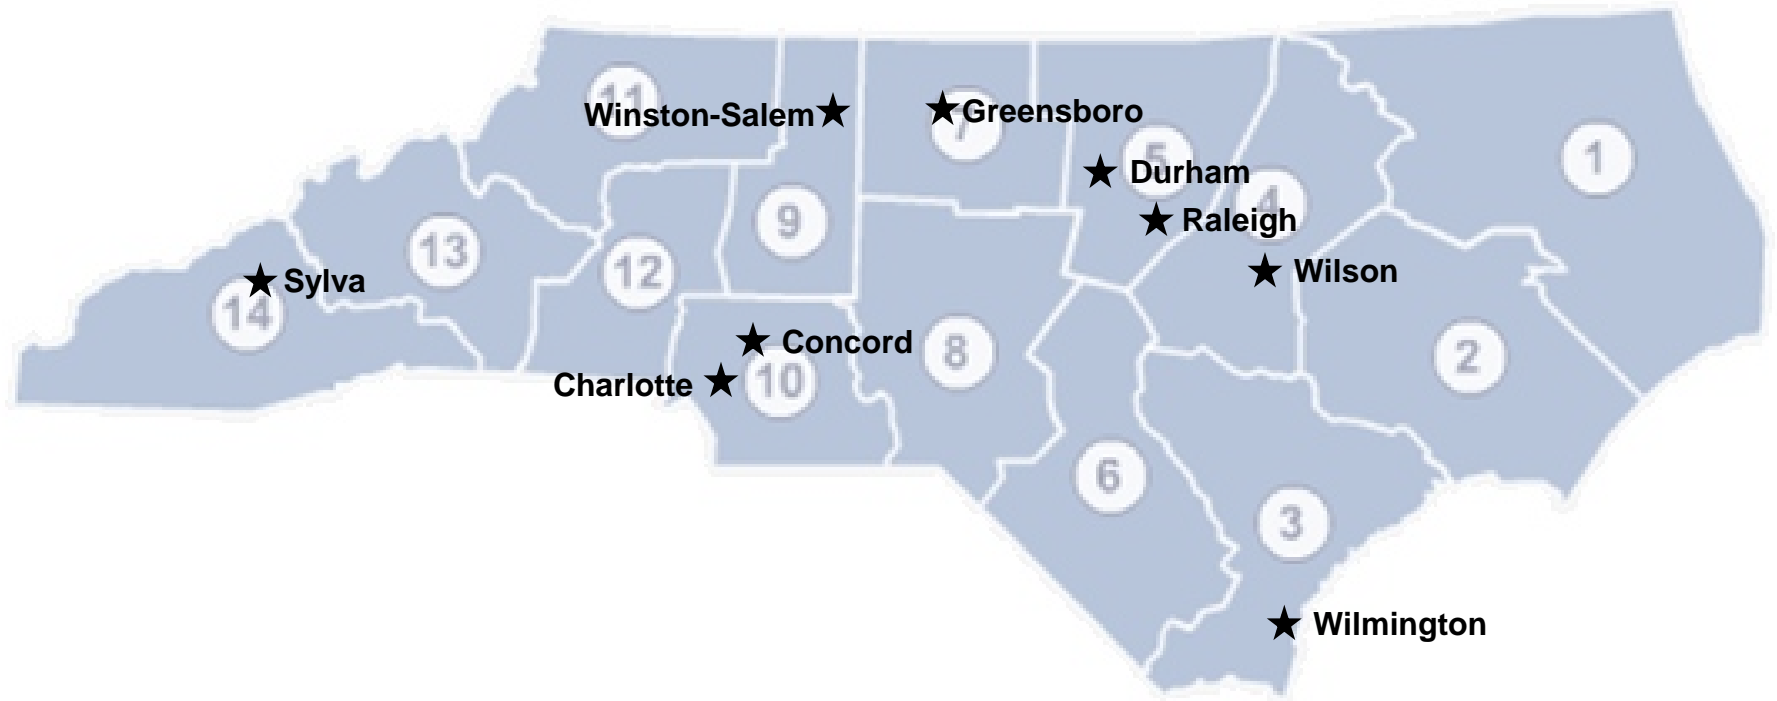 11
Winston-Salem
7
Greensboro
5
Durham
1
4
Raleigh
9
13
12
Wilson
Sylva
14
Concord
8
2
Charlotte
10
6
3
Wilmington